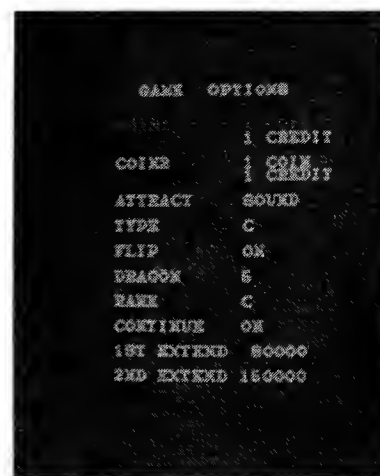 GAME OPTIONS
1 CREDIT
COINB 1 COIN
1 CREDIT
ATTRACT SOUND
TYPE C
FLIP ON
DRAGON 5
RANK C
CONTINUE ON
1ST EXTEND 80000
2ND EXTEND 150000